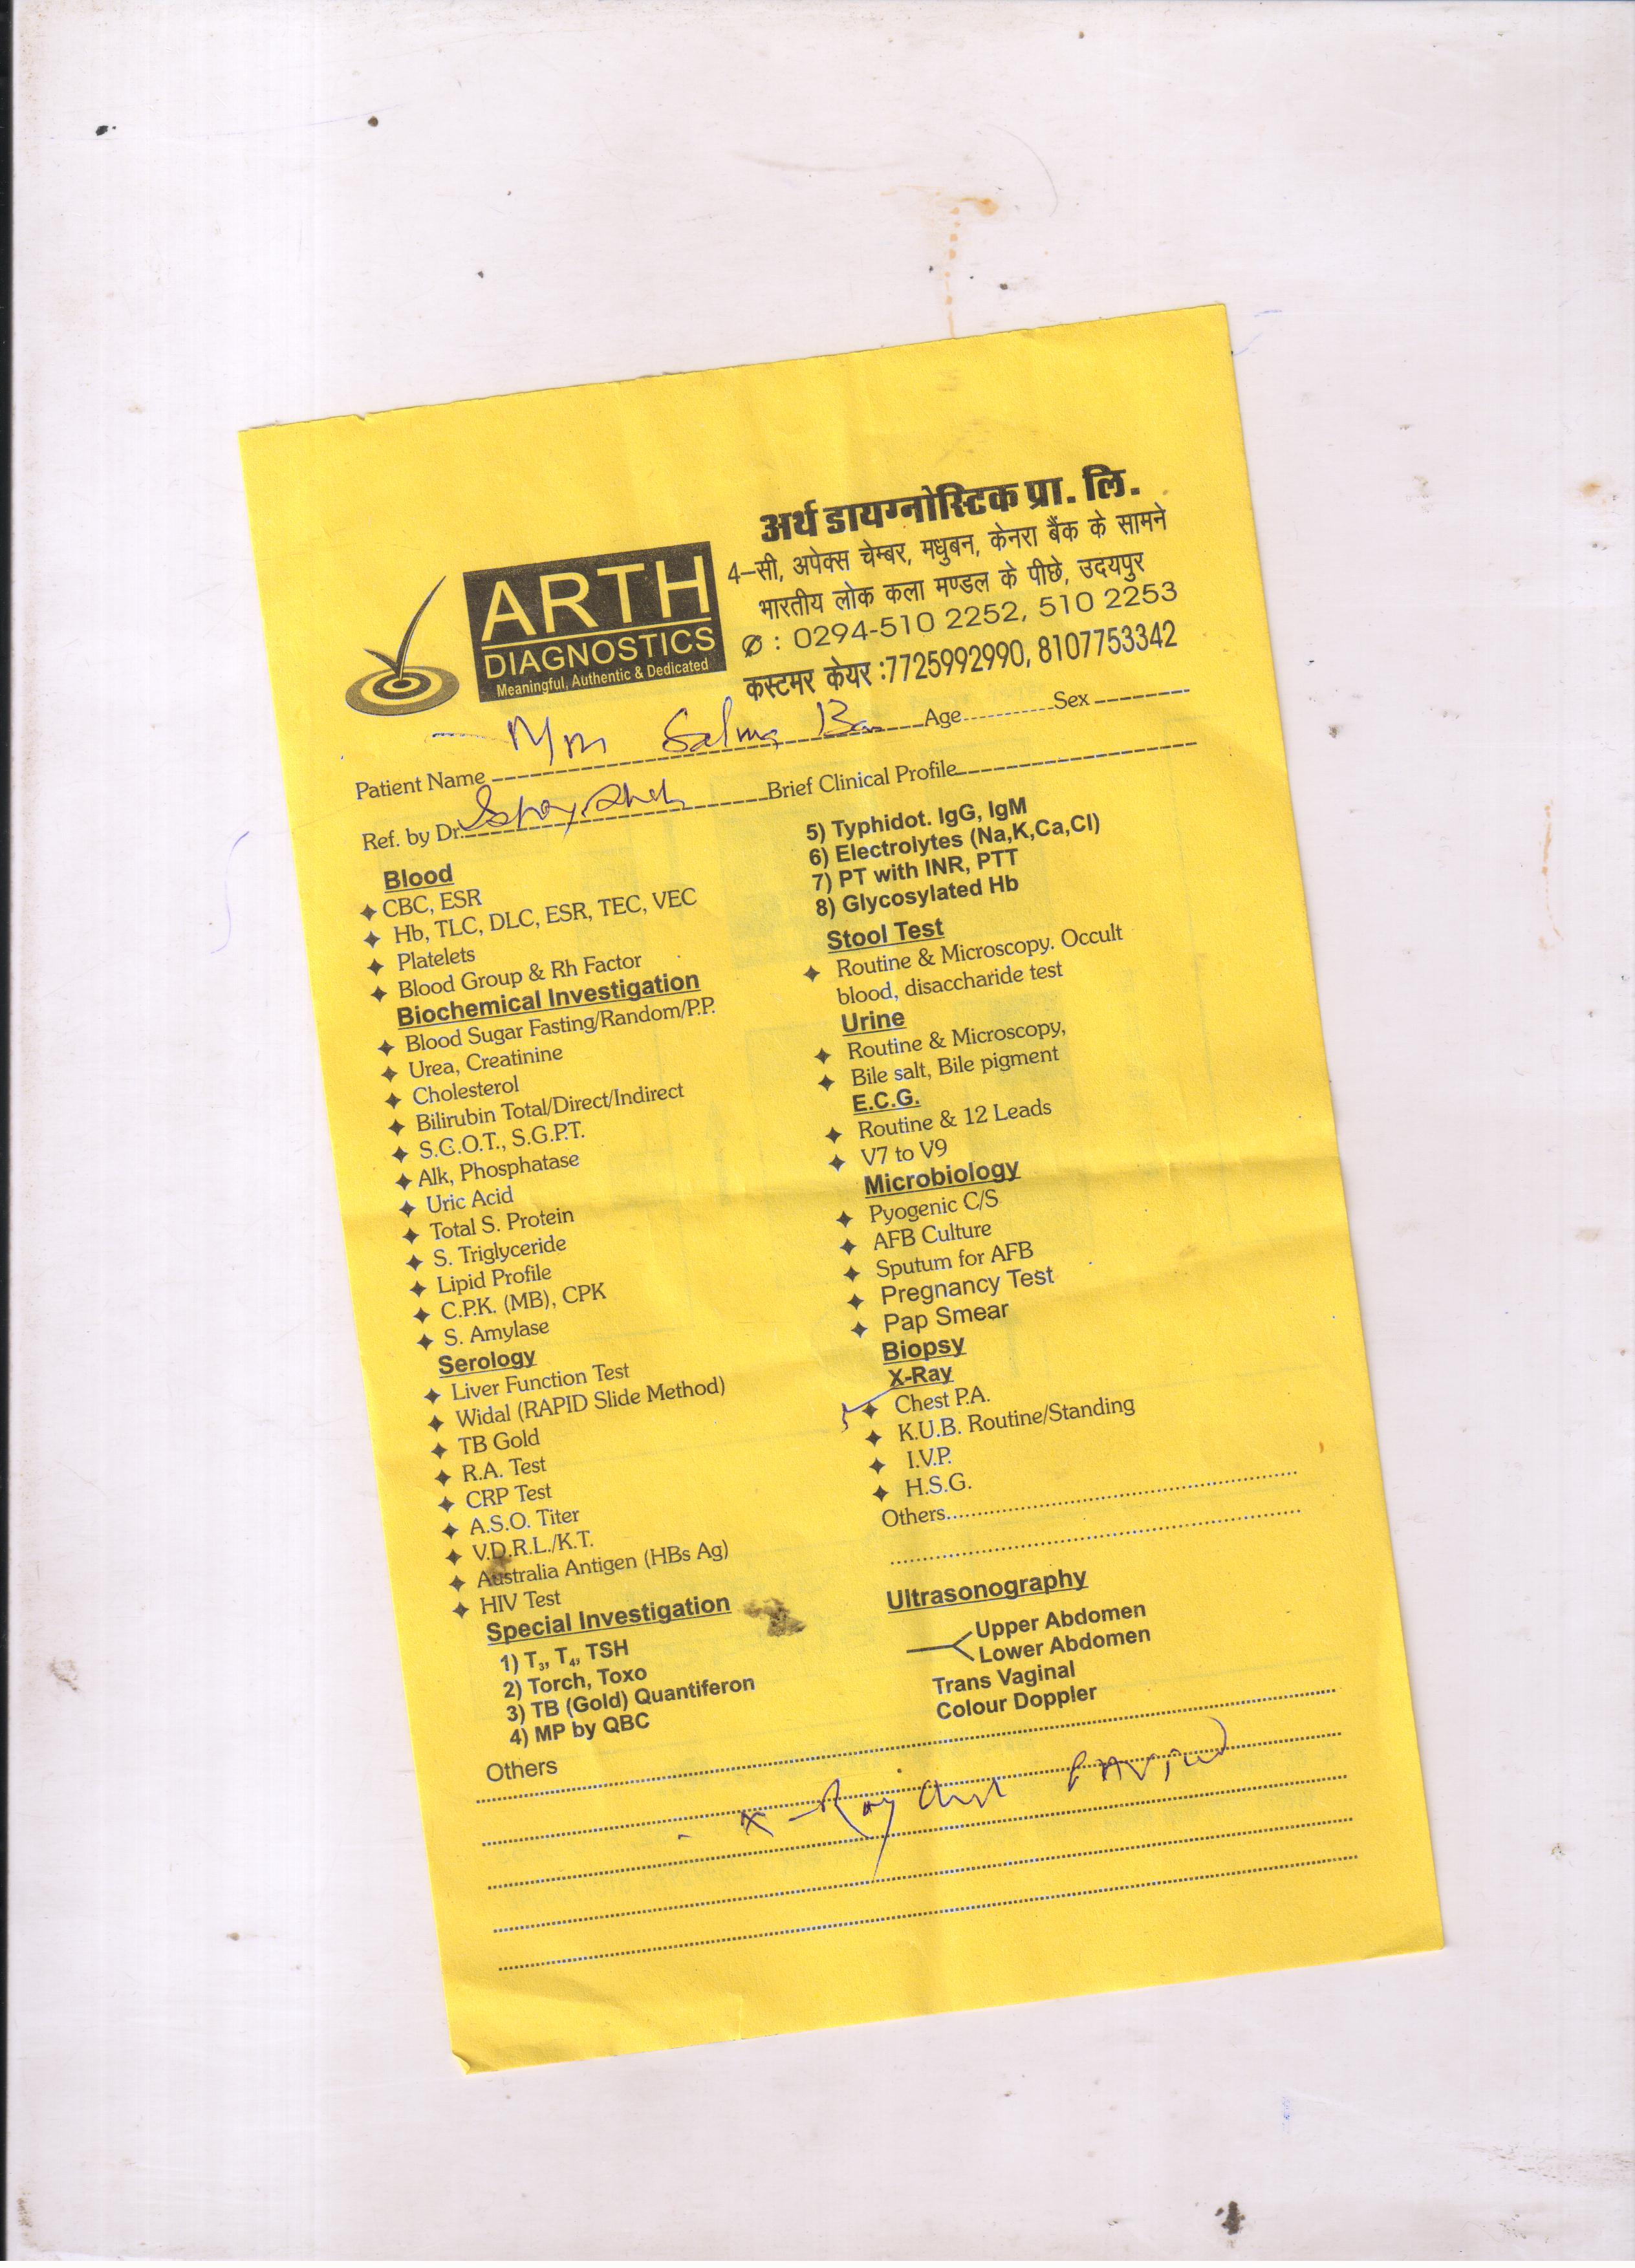 अर्थ डायग्नोस्टिक प्रा. लि.
4-सी, अपेक्स चेम्बर, मधुबन, केनरा बैंक के सामने
भारतीय लोक कला मण्डल के पीछे, उदयपुर
✆ : 0294-510 2252, 510 2253
कस्टमर केयर :7725992990, 8107753342
ARTH
DIAGNOSTICS
Meaningful, Authentic & Dedicated
Patient Name Salma Age Sex
Ref. by Dr. Brief Clinical Profile
Blood
CBC, ESR
Hb, TLC, DLC, ESR, TEC, VEC
Platelets
Blood Group & Rh Factor
Biochemical Investigation
Blood Sugar Fasting/Random/P.P.
Urea, Creatinine
Cholesterol
Bilirubin Total/Direct/Indirect
S.G.O.T., S.G.P.T.
Alk, Phosphatase
Uric Acid
Total S. Protein
S. Triglyceride
Lipid Profile
C.P.K. (MB), CPK
S. Amylase
Serology
Liver Function Test
Widal (RAPID Slide Method)
TB Gold
R.A. Test
CRP Test
A.S.O. Titer
V.D.R.L./K.T.
Australia Antigen (HBs Ag)
HIV Test
Special Investigation
1) T3, T4, TSH
2) Torch, Toxo
3) TB (Gold) Quantiferon
4) MP by QBC
5) Typhidot. IgG, IgM
6) Electrolytes (Na,K,Ca,Cl)
7) PT with INR, PTT
8) Glycosylated Hb
Stool Test
Routine & Microscopy. Occult
blood, disaccharide test
Urine
Routine & Microscopy,
Bile salt, Bile pigment
E.C.G.
Routine & 12 Leads
V7 to V9
Microbiology
Pyogenic C/S
AFB Culture
Sputum for AFB
Pregnancy Test
Pap Smear
Biopsy
X-Ray
Chest P.A.
K.U.B. Routine/Standing
I.V.P.
H.S.G.
Others
Ultrasonography
Upper Abdomen
Lower Abdomen
Trans Vaginal
Colour Doppler
Others
X-Ray Chest PA view